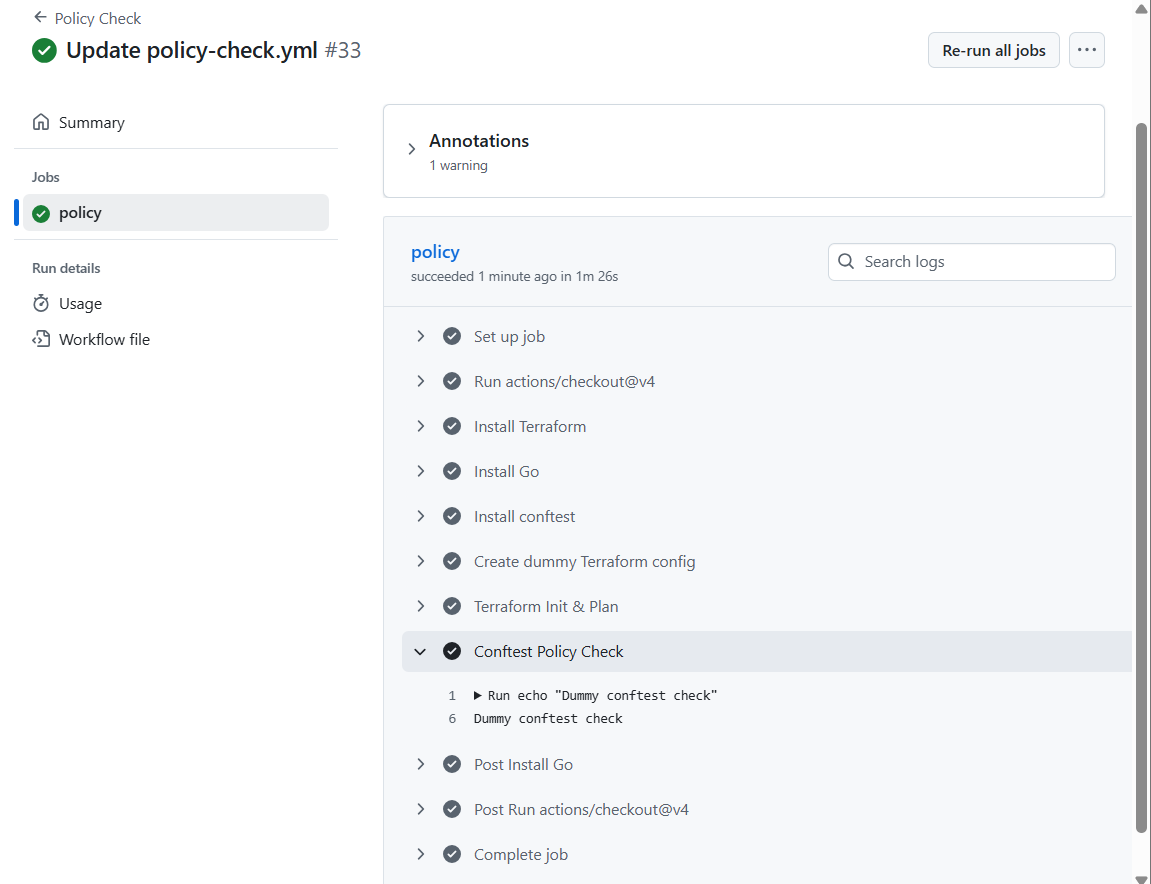 Policy Check
Update policy-check.yml #33
Re-run all jobs
Summary
Jobs
policy
Run details
Usage
Workflow file
Annotations
1 warning
policy
succeeded 1 minute ago in 1m 26s
Search logs
Set up job
Run actions/checkout@v4
Install Terraform
Install Go
Install conftest
Create dummy Terraform config
Terraform Init & Plan
Conftest Policy Check
1 Run echo "Dummy conftest check"
6 Dummy conftest check
Post Install Go
Post Run actions/checkout@v4
Complete job